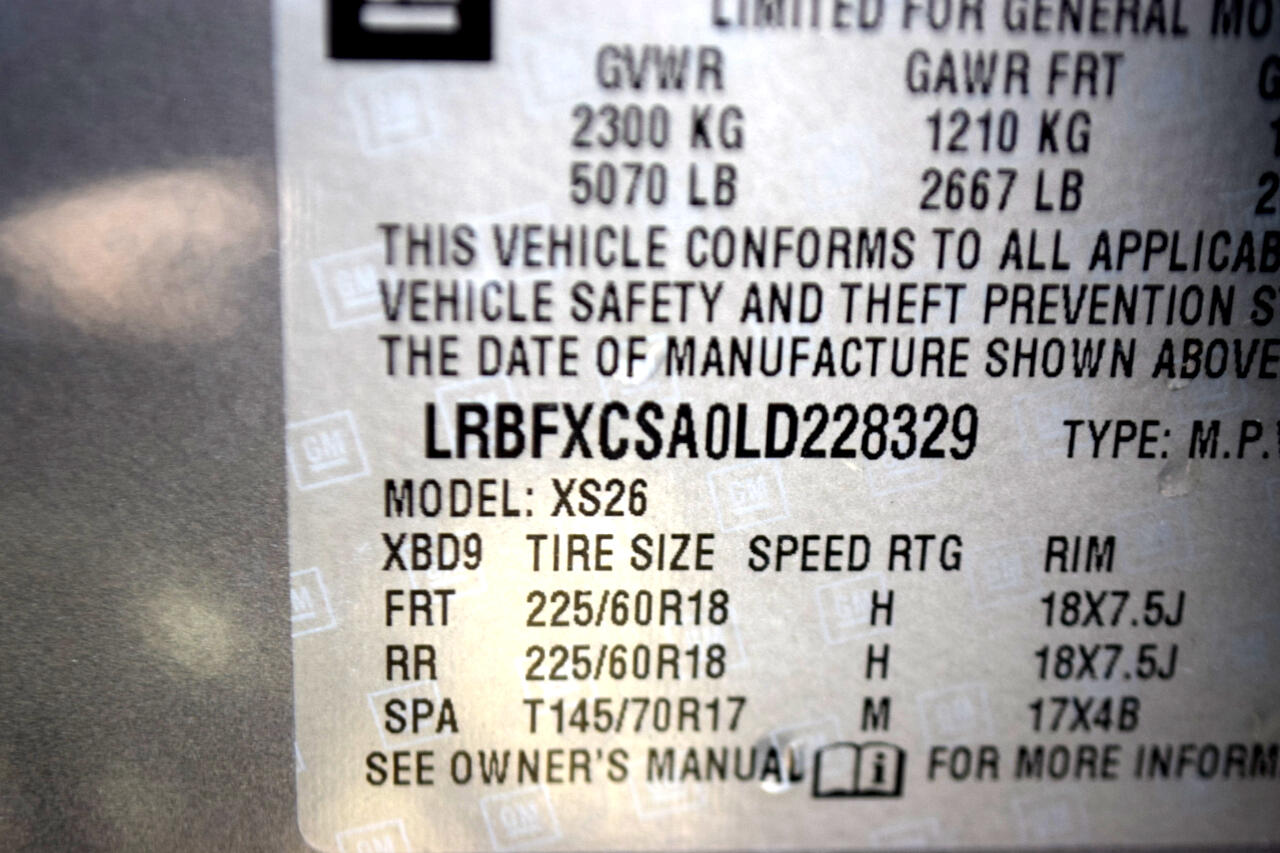 LIMITED FOR GENERAL MO
GVWR GAWR FRT G
2300 KG 1210 KG
5070 LB 2667 LB 2
THIS VEHICLE CONFORMS TO ALL APPLICAB
VEHICLE SAFETY AND THEFT PREVENTION S
THE DATE OF MANUFACTURE SHOWN ABOVE
LRBFXCSA0LD228329 TYPE: M.P.V
MODEL: XS26
XBD9 TIRE SIZE SPEED RTG RIM
FRT 225/60R18 H 18X7.5J
RR 225/60R18 H 18X7.5J
SPA T145/70R17 M 17X4B
SEE OWNER'S MANUAL FOR MORE INFORM